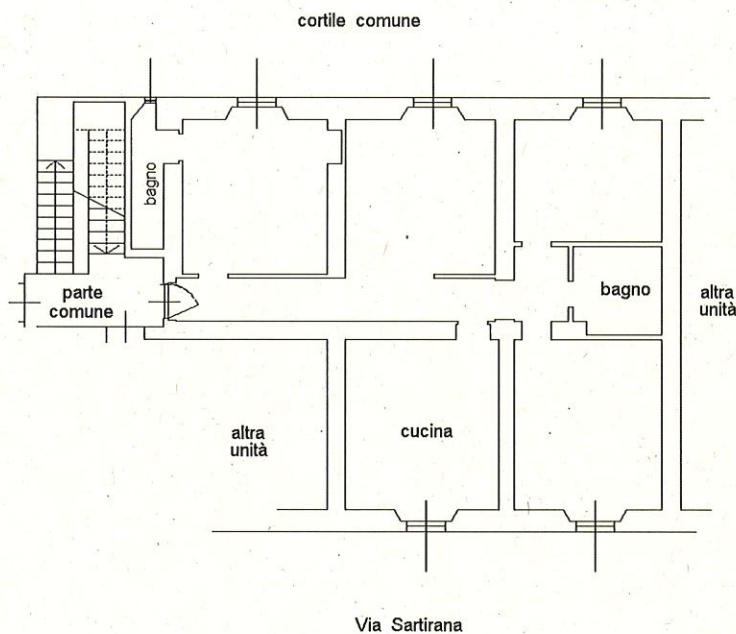 cortile comune
bagno
parte
comune
bagno
altra
unità
altra
unità
cucina
Via Sartirana